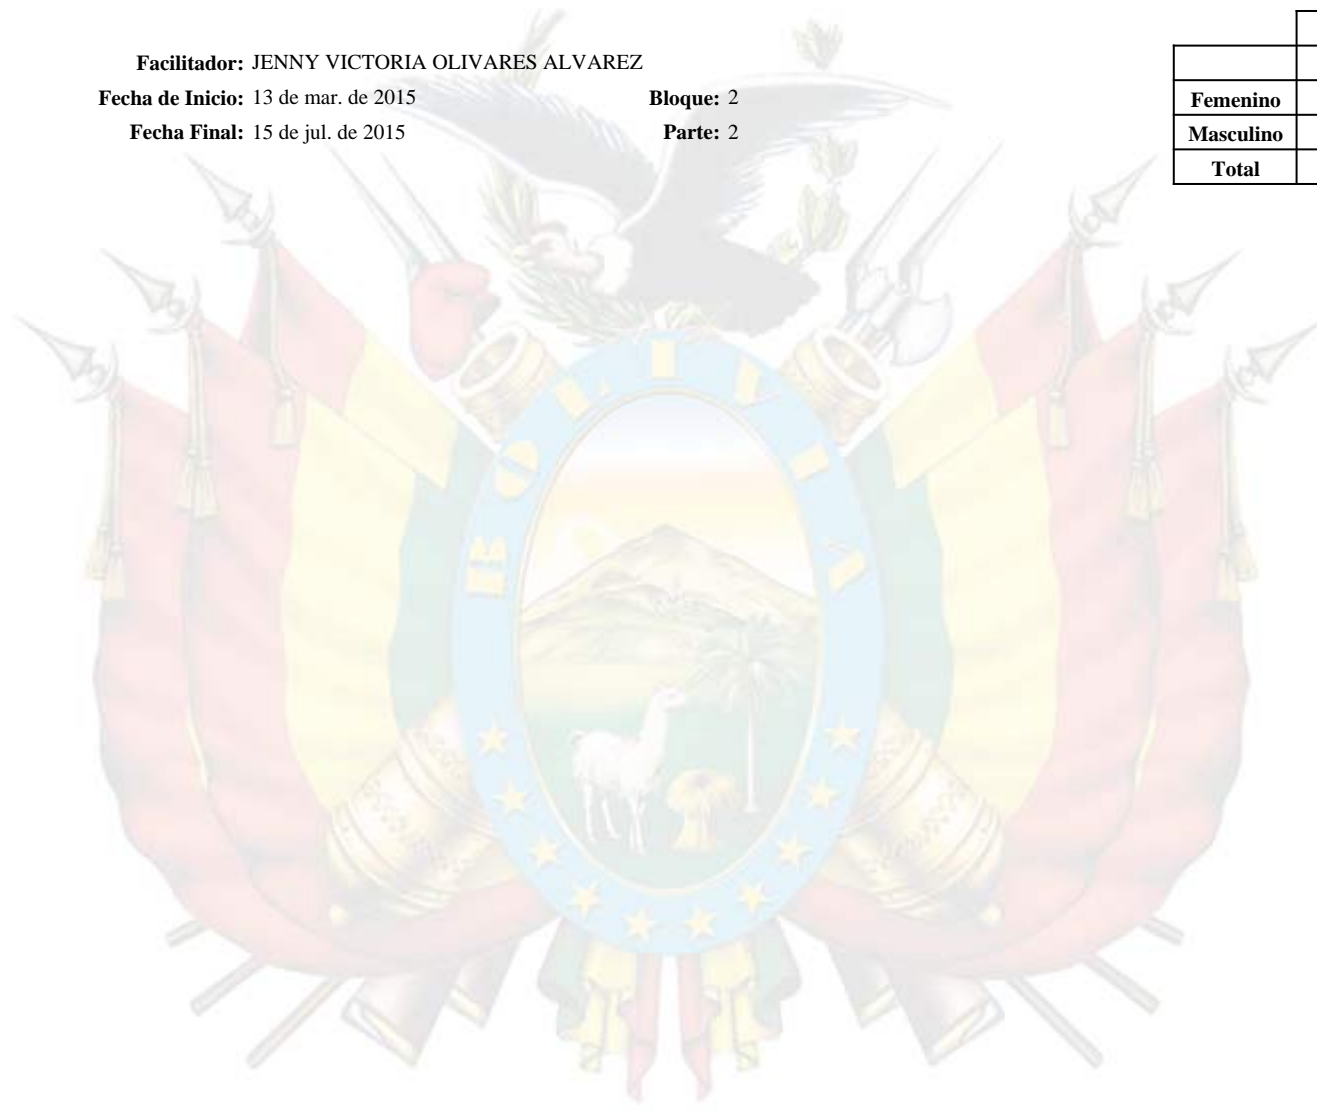 Facilitador: JENNY VICTORIA OLIVARES ALVAREZ
Fecha de Inicio: 13 de mar. de 2015 Bloque: 2
Fecha Final: 15 de jul. de 2015 Parte: 2
Femenino
Masculino
Total
BOLIVIA